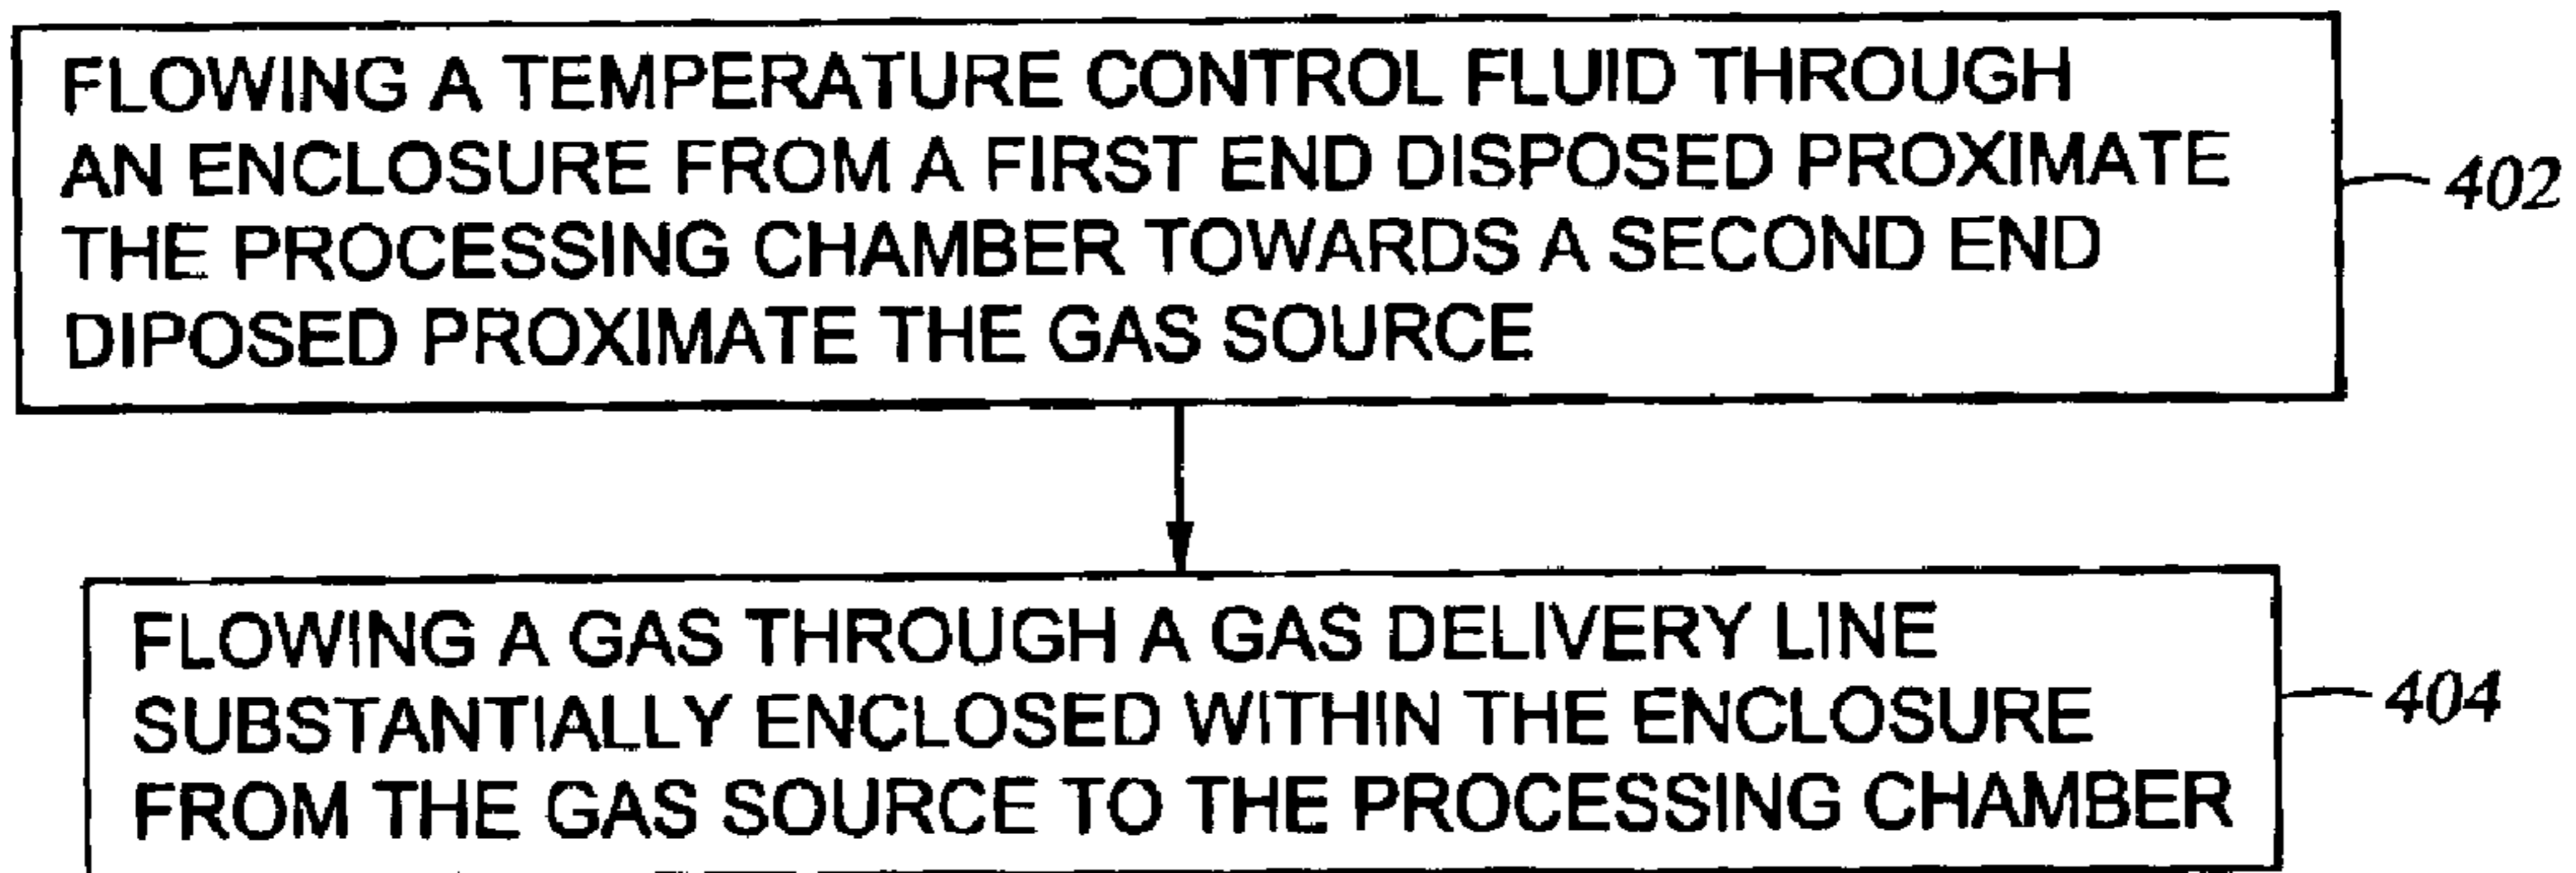 FLOWING A TEMPERATURE CONTROL FLUID THROUGH
AN ENCLOSURE FROM A FIRST END DISPOSED PROXIMATE
THE PROCESSING CHAMBER TOWARDS A SECOND END
DIPOSED PROXIMATE THE GAS SOURCE
402
FLOWING A GAS THROUGH A GAS DELIVERY LINE
SUBSTANTIALLY ENCLOSED WITHIN THE ENCLOSURE
FROM THE GAS SOURCE TO THE PROCESSING CHAMBER
404